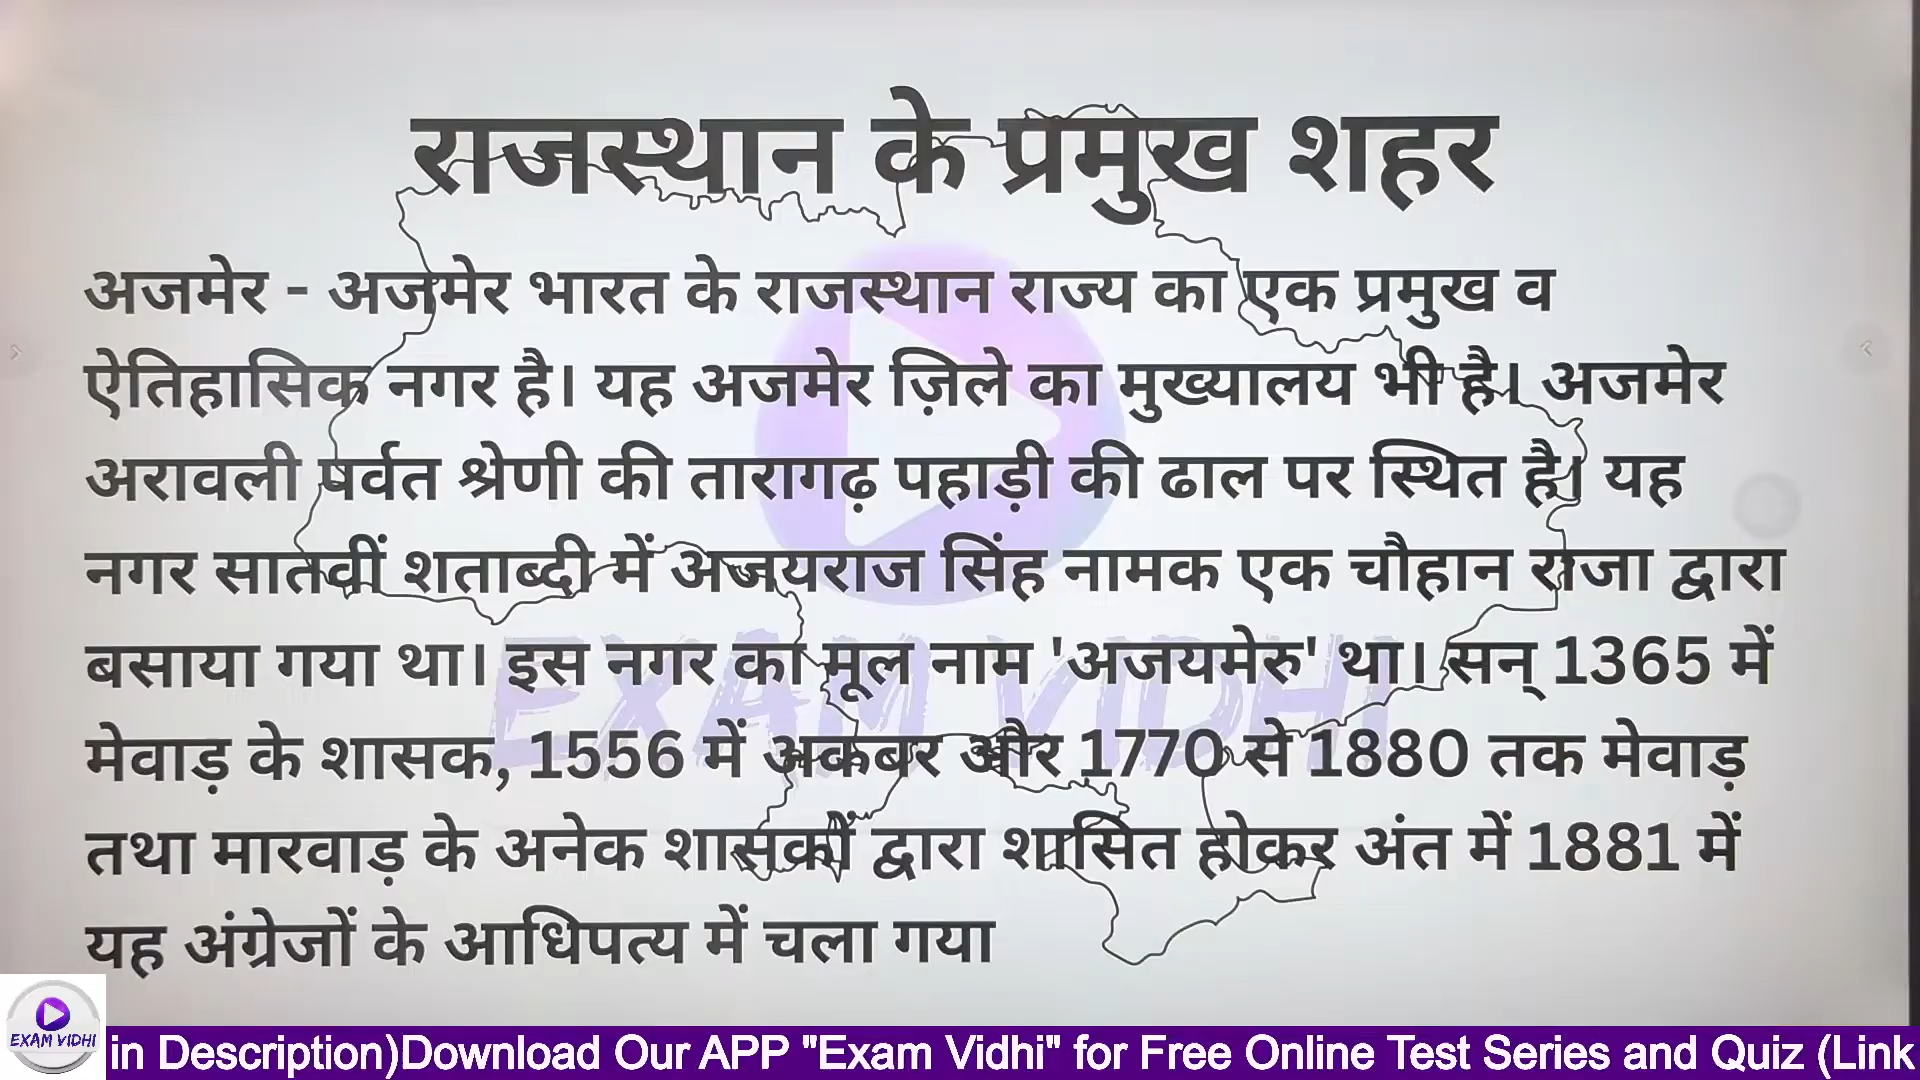 राजस्थान के प्रमुख शहर
अजमेर - अजमेर भारत के राजस्थान राज्य का एक प्रमुख व
ऐतिहासिक नगर है। यह अजमेर ज़िले का मुख्यालय भी है। अजमेर
अरावली पर्वत श्रेणी की तारागढ़ पहाड़ी की ढाल पर स्थित है। यह
नगर सातवीं शताब्दी में अजयराज सिंह नामक एक चौहान राजा द्वारा
बसाया गया था। इस नगर का मूल नाम 'अजयमेरु' था। सन् 1365 में
मेवाड़ के शासक, 1556 में अकबर और 1770 से 1880 तक मेवाड़
तथा मारवाड़ के अनेक शासकों द्वारा शासित होकर अंत में 1881 में
यह अंग्रेजों के आधिपत्य में चला गया
EXAM VIDHI
EXAM VIDHI
in Description)Download Our APP "Exam Vidhi" for Free Online Test Series and Quiz (Link